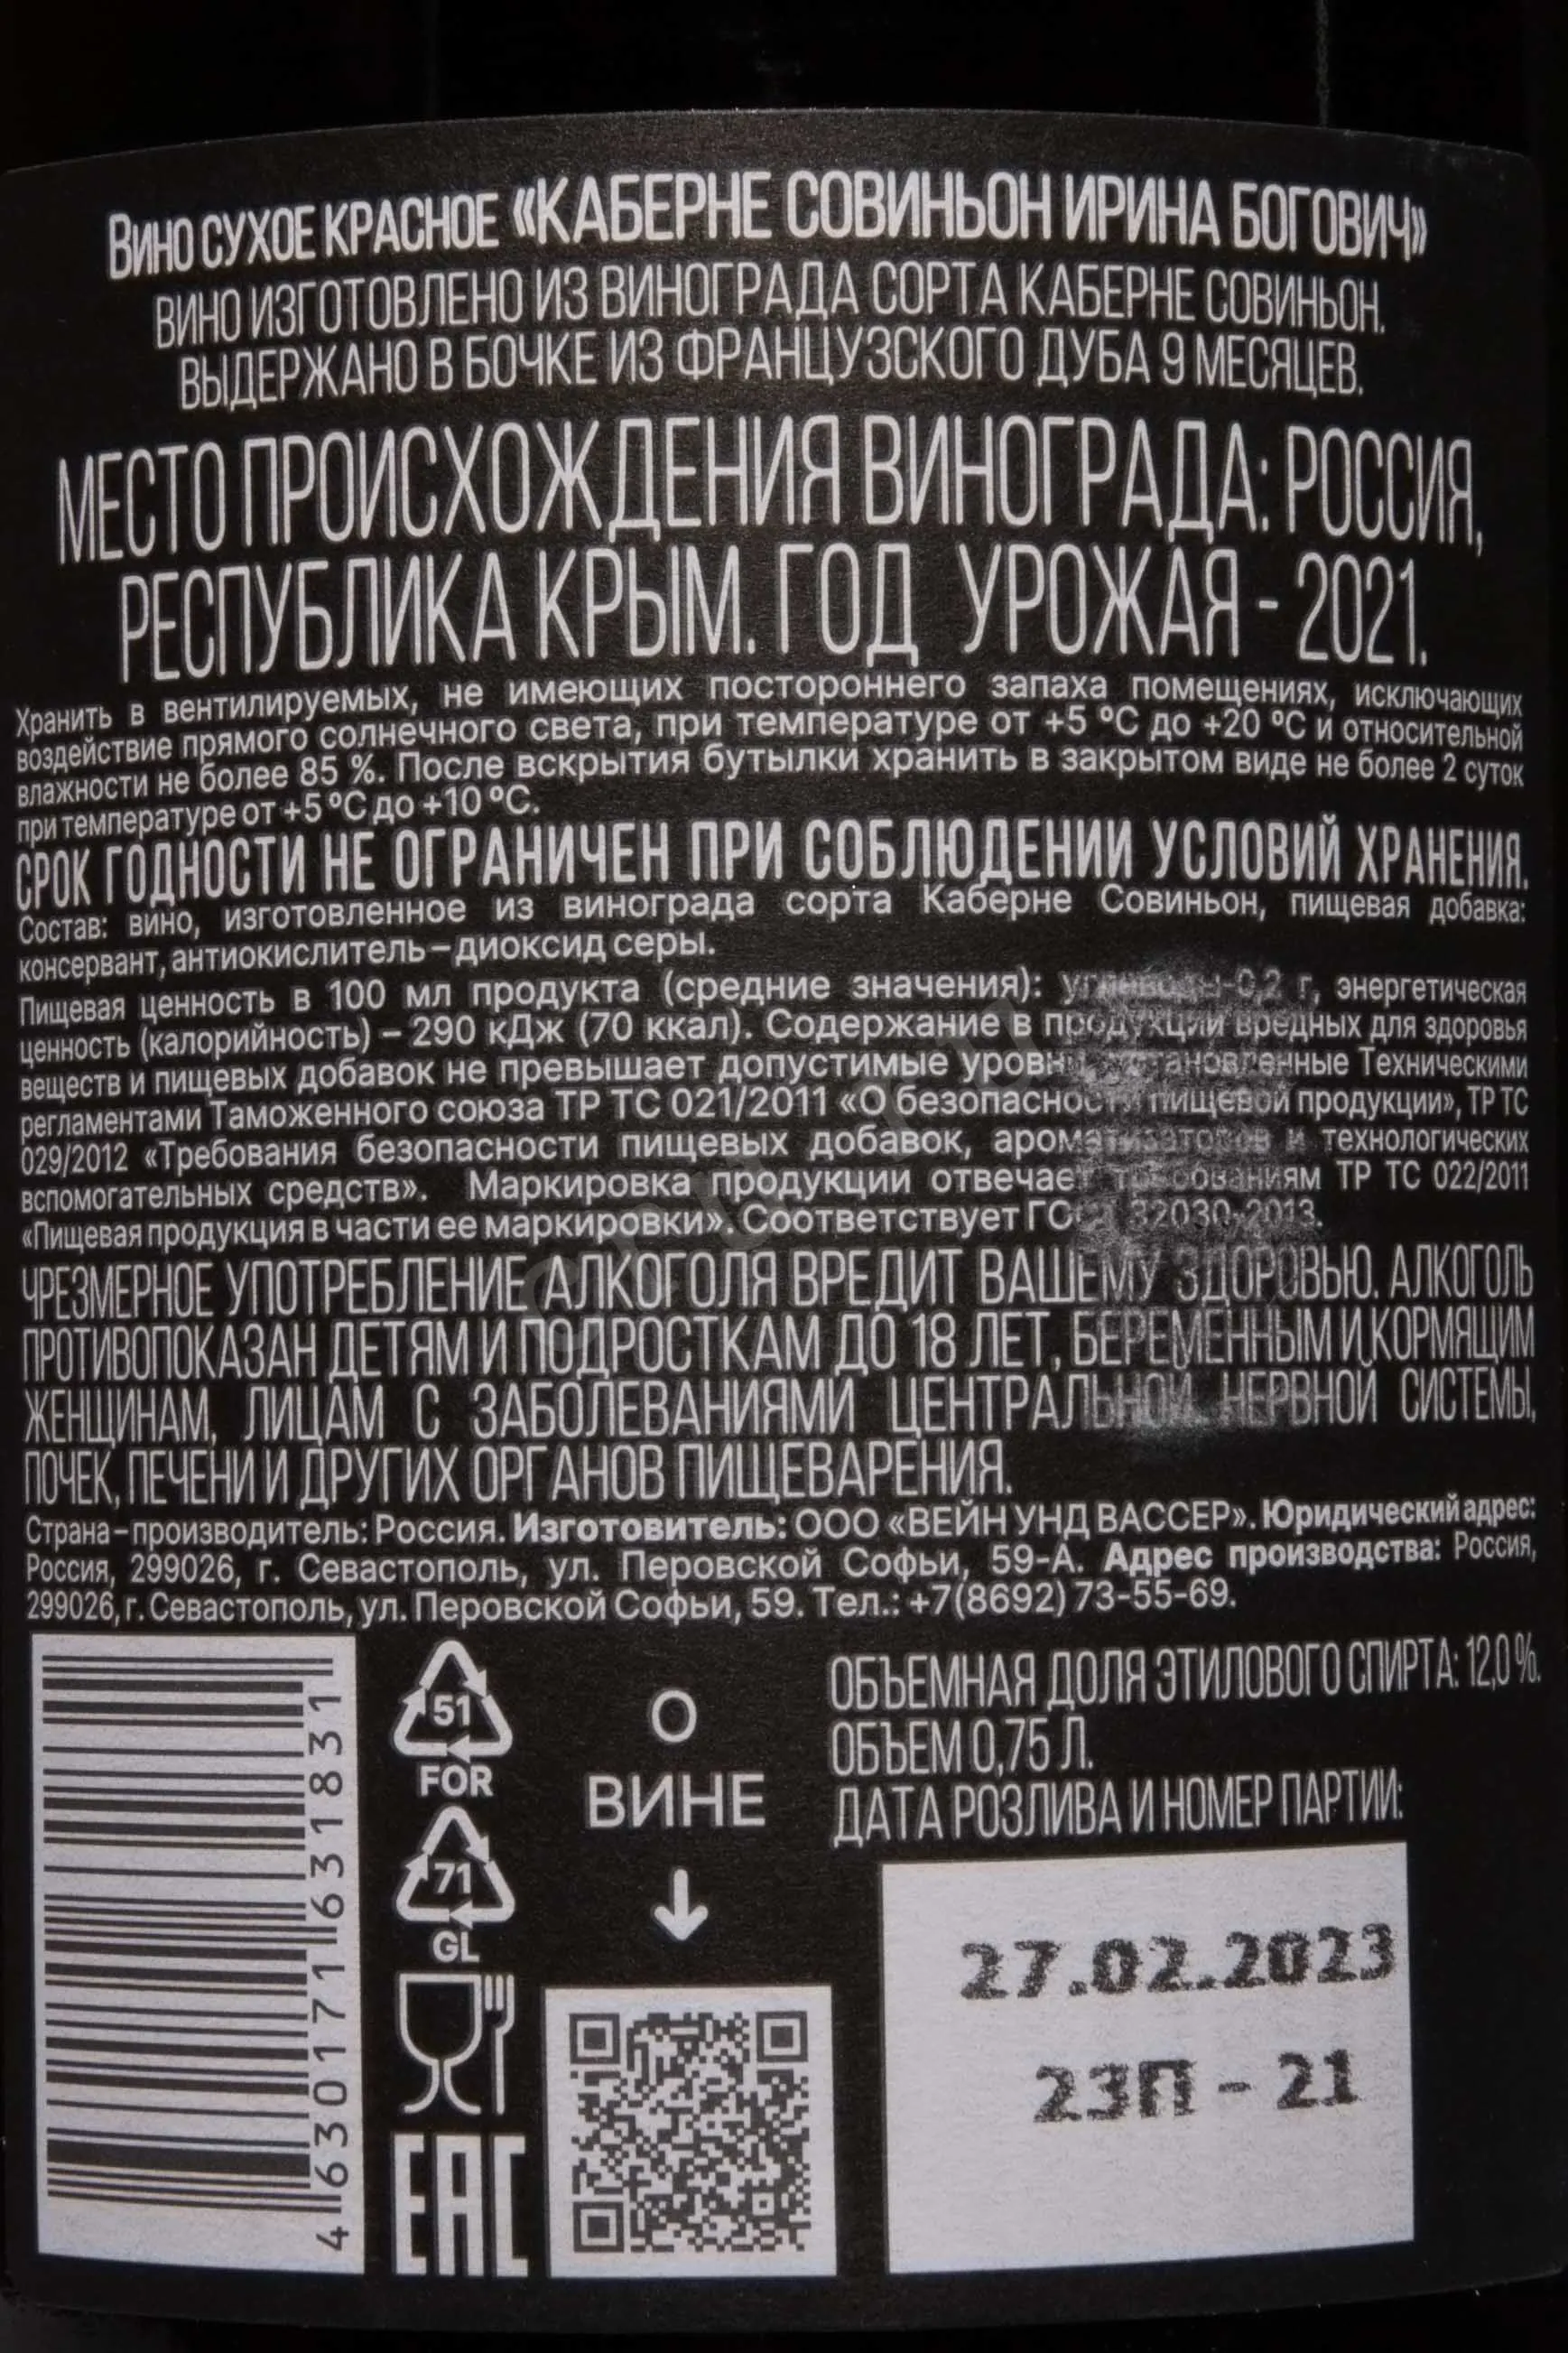 Вино сухое красное «КАБЕРНЕ СОВИНЬОН ИРИНА БОГОВИЧ»
ВИНО ИЗГОТОВЛЕНО ИЗ ВИНОГРАДА СОРТА КАБЕРНЕ СОВИНЬОН.
ВЫДЕРЖАНО В БОЧКЕ ИЗ ФРАНЦУЗСКОГО ДУБА 9 МЕСЯЦЕВ.
МЕСТО ПРОИСХОЖДЕНИЯ ВИНОГРАДА: РОССИЯ,
РЕСПУБЛИКА КРЫМ. ГОД УРОЖАЯ - 2021.
Хранить в вентилируемых, не имеющих постороннего запаха помещениях, исключающих
воздействие прямого солнечного света, при температуре от +5 °С до +20 °С и относительной
влажности не более 85 %. После вскрытия бутылки хранить в закрытом виде не более 2 суток
при температуре от +5 °С до +10 °С.
СРОК ГОДНОСТИ НЕ ОГРАНИЧЕН ПРИ СОБЛЮДЕНИИ УСЛОВИЙ ХРАНЕНИЯ.
Состав: вино, изготовленное из винограда сорта Каберне Совиньон, пищевая добавка:
консервант, антиокислитель – диоксид серы.
Пищевая ценность в 100 мл продукта (средние значения): углеводы-0,2 г, энергетическая
ценность (калорийность) – 290 кДж (70 ккал). Содержание в продукции вредных для здоровья
веществ и пищевых добавок не превышает допустимые уровни, установленные Техническими
регламентами Таможенного союза ТР ТС 021/2011 «О безопасности пищевой продукции», ТР ТС
029/2012 «Требования безопасности пищевых добавок, ароматизаторов и технологических
вспомогательных средств». Маркировка продукции отвечает требованиям ТР ТС 022/2011
«Пищевая продукция в части ее маркировки». Соответствует ГОСТ 32030-2013.
ЧРЕЗМЕРНОЕ УПОТРЕБЛЕНИЕ АЛКОГОЛЯ ВРЕДИТ ВАШЕМУ ЗДОРОВЬЮ. АЛКОГОЛЬ
ПРОТИВОПОКАЗАН ДЕТЯМ И ПОДРОСТКАМ ДО 18 ЛЕТ, БЕРЕМЕННЫМ И КОРМЯЩИМ
ЖЕНЩИНАМ, ЛИЦАМ С ЗАБОЛЕВАНИЯМИ ЦЕНТРАЛЬНОЙ НЕРВНОЙ СИСТЕМЫ,
ПОЧЕК, ПЕЧЕНИ И ДРУГИХ ОРГАНОВ ПИЩЕВАРЕНИЯ.
Страна-производитель: Россия. Изготовитель: ООО «ВЕЙН УНД ВАССЕР». Юридический адрес:
Россия, 299026, г. Севастополь, ул. Перовской Софьи, 59-А. Адрес производства: Россия,
299026, г. Севастополь, ул. Перовской Софьи, 59. Тел.: +7(8692) 73-55-69.
4 630171 631831
51
FOR
71
GL
EAC
О
ВИНЕ
ОБЪЕМНАЯ ДОЛЯ ЭТИЛОВОГО СПИРТА: 12,0 %.
ОБЪЕМ 0,75 Л.
ДАТА РОЗЛИВА И НОМЕР ПАРТИИ:
27.02.2023
23П - 21